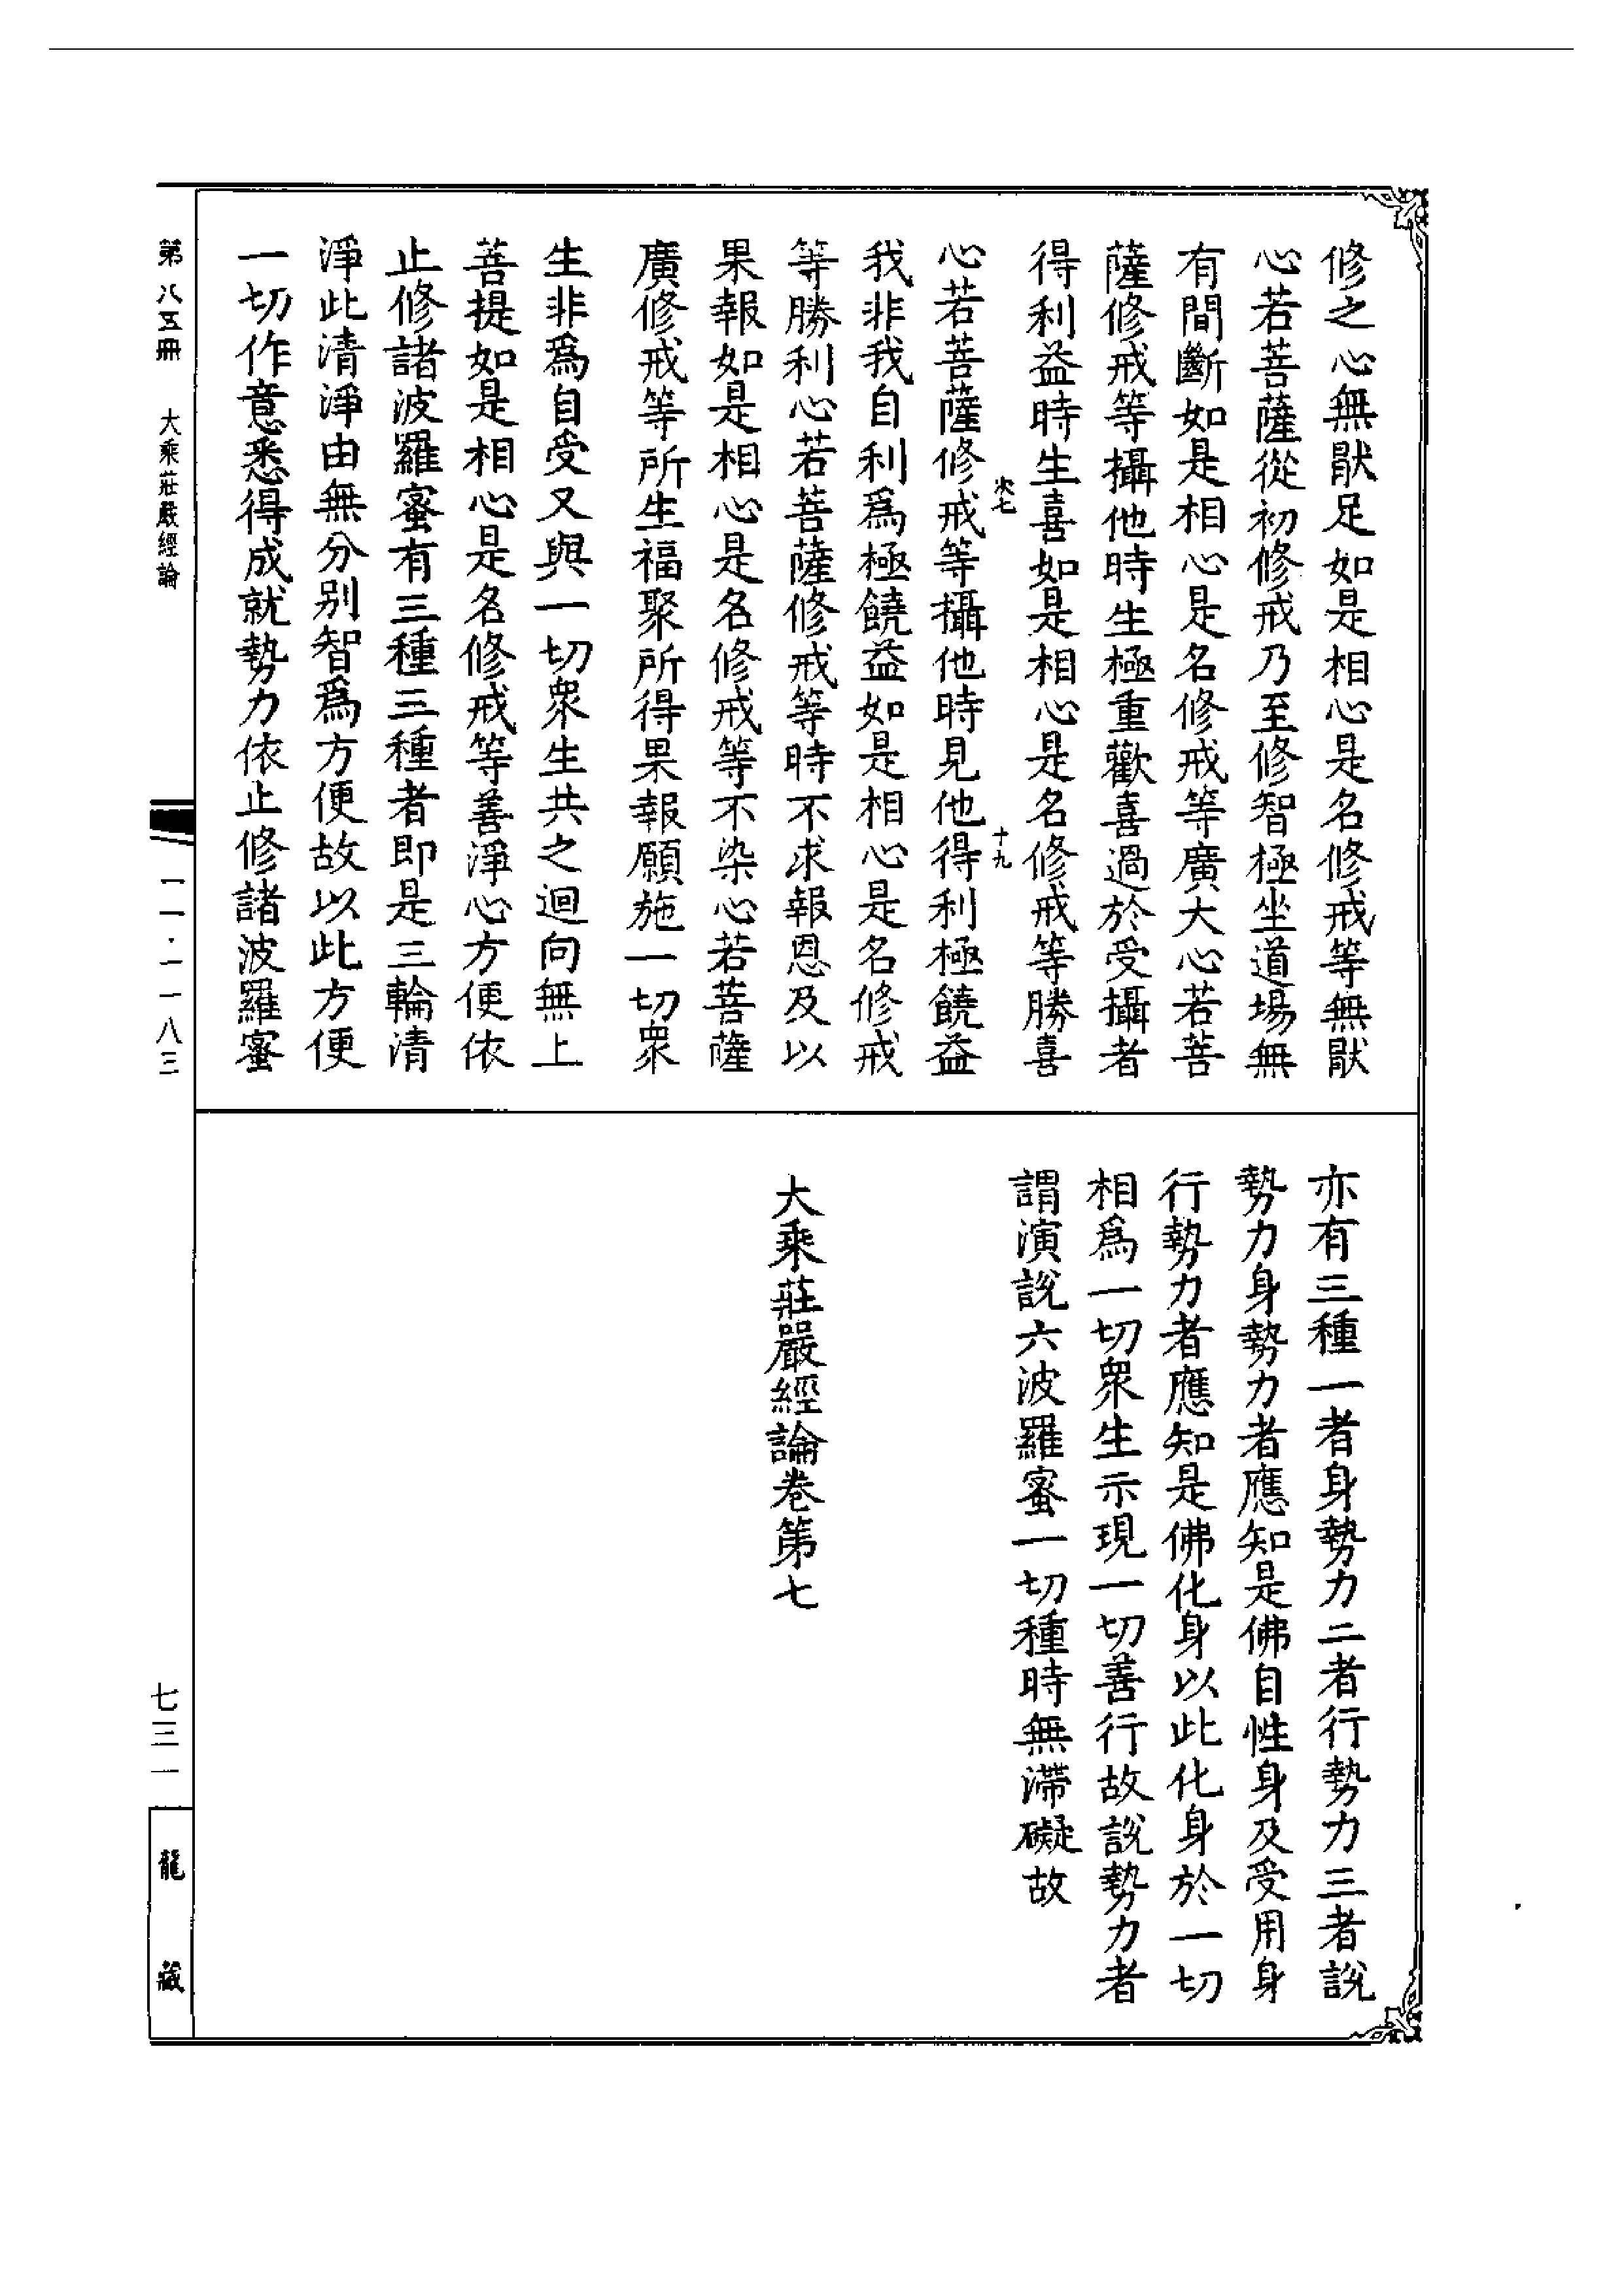 修之心無猒足如是相心是名修戒等無猒
心若菩薩從初修戒乃至修智極坐道場無
有間斷如是相心是名修戒等廣大心若菩
薩修戒等攝他時生極重歡喜過於受攝者
得利益時生喜如是相心是名修戒等勝喜
十九
心若菩薩修戒等攝他時見他得利極饒益
我非我自利爲極饒益如是相心是名修戒
等勝利心若菩薩修戒等時不求報恩及以
果報如是相心是名修戒等不染心若菩薩
廣修戒等所生福聚所得果報願施一切衆
生非爲自受又與一切衆生共之迴向無上
菩提如是相心是名修戒等善淨心方便依
止修諸波羅蜜有三種三種者即是三輪清
淨此清淨由無分別智爲方便故以此方便
一切作意悉得成就勢力依止修諸波羅蜜
亦有三種一者身勢力二者行勢力三者說
勢力身勢力者應知是佛自性身及受用身
行勢力者應知是佛化身以此化身於一切
相爲一切衆生示現一切善行故說勢力者
謂演說六波羅蜜一切種時無滯礙故
大乘莊嚴經論卷第七
第八五冊　大乘莊嚴經論
一一·一一八三
七三一
龍藏